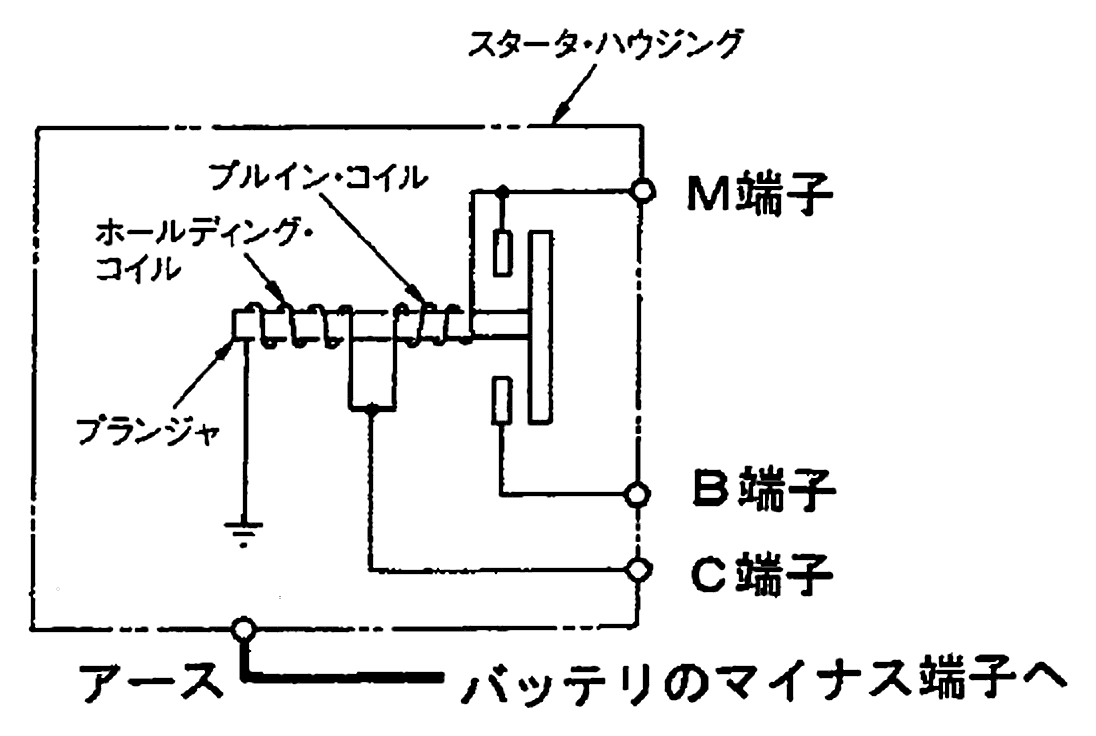 スタータ・ハウジング
プルイン・コイル
M端子
ホールディング・
コイル
プランジャ
B端子
C端子
アース
バッテリのマイナス端子へ